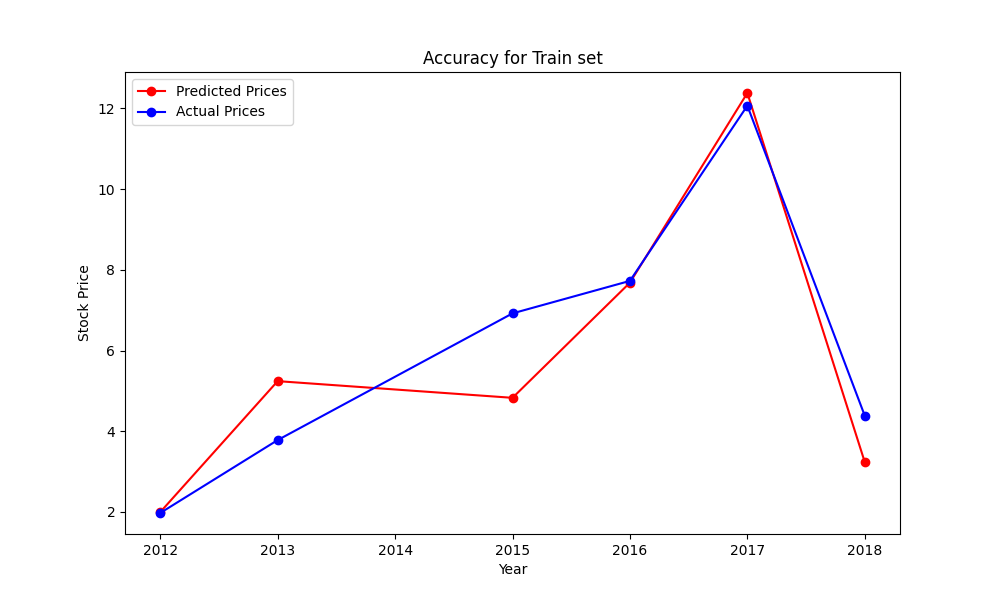 Accuracy for Train set
Predicted Prices
Actual Prices
12
10
8
6
4
2
Stock Price
2012 2013 2014 2015 2016 2017 2018
Year